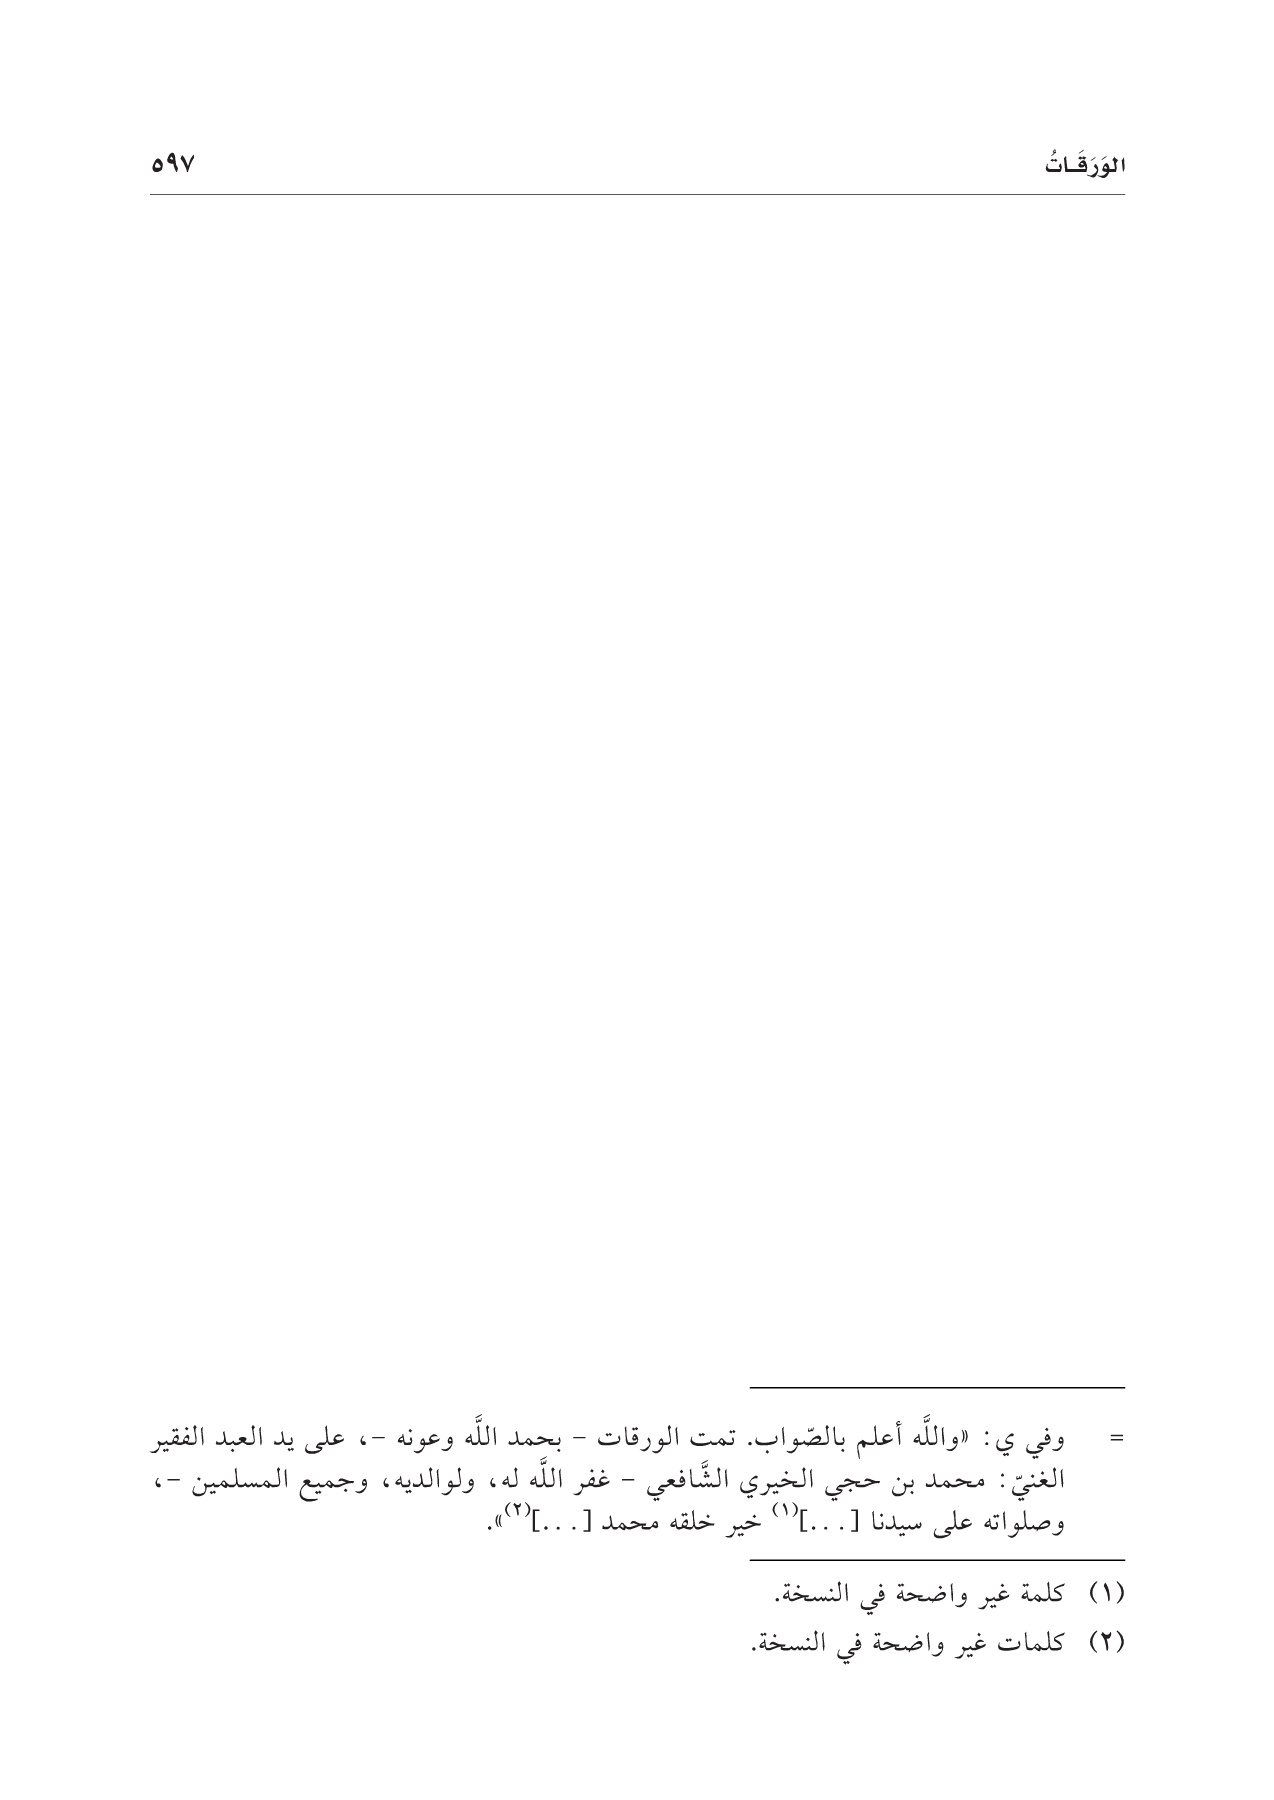 الوَرَقَـاتُ ٥٩٧
= وفي ي: «واللَّه أعلم بالصّواب. تمت الورقات – بحمد اللَّه وعونه –، على يد العبد الفقير
الغنيّ: محمد بن حجي الخيري الشَّافعي – غفر اللَّه له، ولوالديه، وجميع المسلمين –،
وصلواته على سيدنا [...](١) خير خلقه محمد [...](٢)».
(١) كلمة غير واضحة في النسخة.
(٢) كلمات غير واضحة في النسخة.